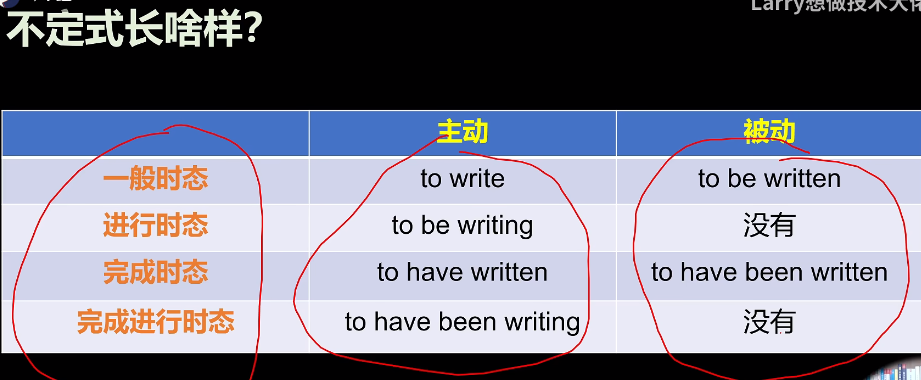 Larry想做技术大佬
不定式长啥样？
主动 被动
一般时态 to write to be written
进行时态 to be writing 没有
完成时态 to have written to have been written
完成进行时态 to have been writing 没有